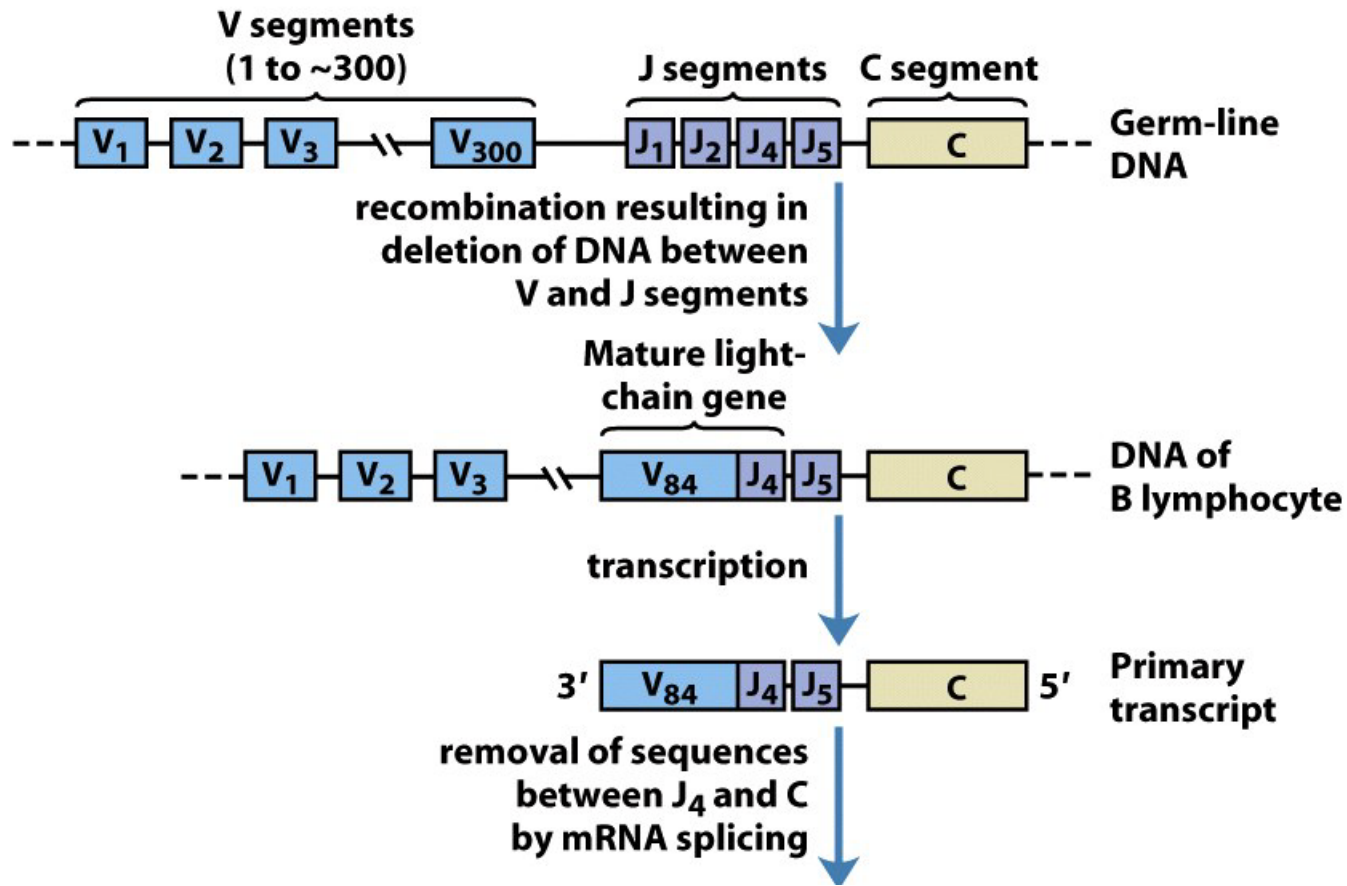 V segments
(1 to ~300)
J segments
C segment
V₁ V₂ V₃ V₃₀₀ J₁ J₂ J₄ J₅ C
Germ-line
DNA
recombination resulting in
deletion of DNA between
V and J segments
Mature light-
chain gene
V₁ V₂ V₃ V₈₄ J₄ J₅ C
DNA of
B lymphocyte
transcription
3′ V₈₄ J₄ J₅ C 5′
Primary
transcript
removal of sequences
between J₄ and C
by mRNA splicing